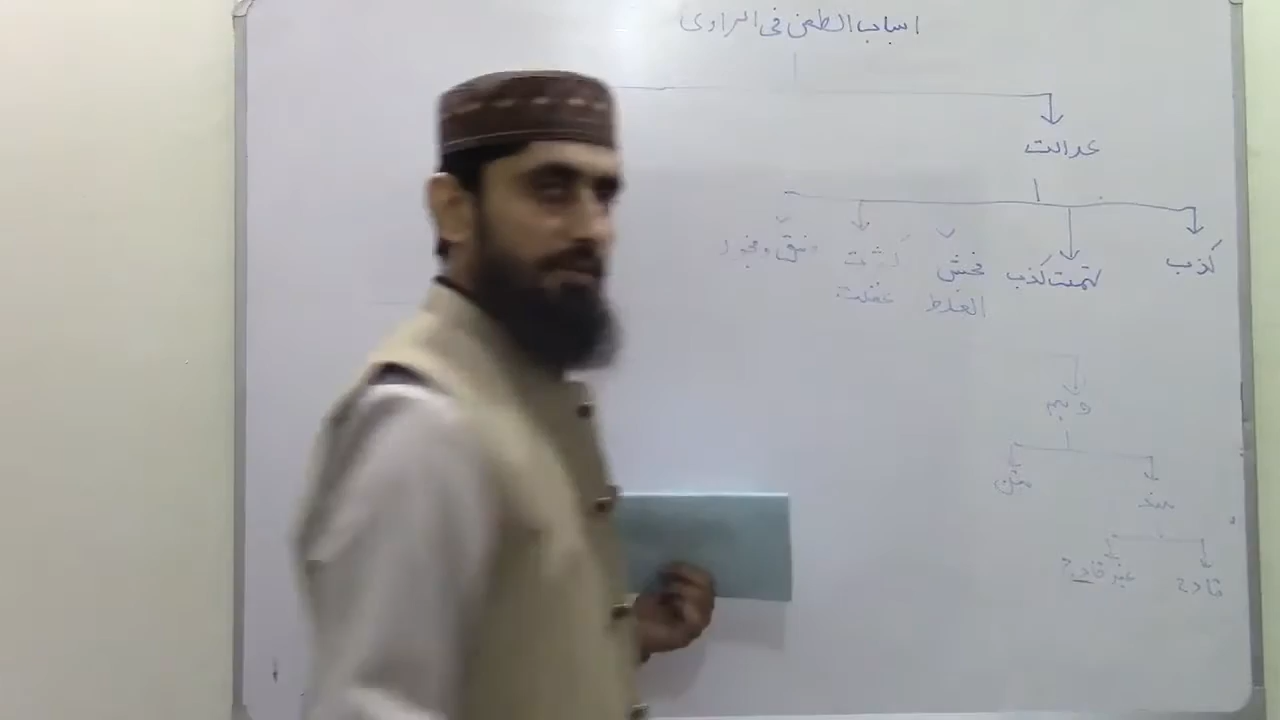 اسباب الطعن فی الراوی
عدالت
کذب تہمت کذب فحش الغلط کثرت غفلت فسق و فجور
وہم
سند متن
قادح غیر قادح